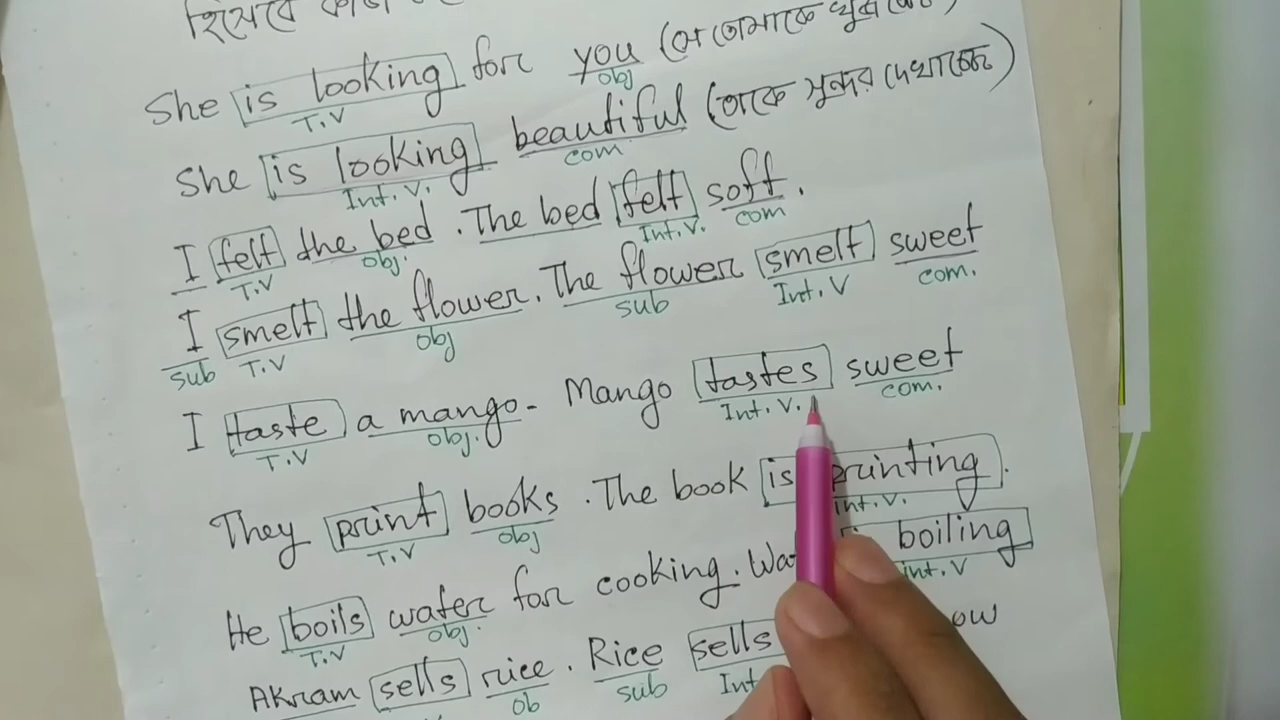 হিসেবে কাজ
She is looking for you (সে তোমাকে
T.V obj
She is looking beautiful (তাকে সুন্দর দেখাচ্ছে)
Int. V. com
I felt the bed. The bed felt soft.
T.V obj. Int.V. com
I smelt the flower. The flower smelt sweet
sub T.V obj sub Int.V com.
I taste a mango. Mango tastes sweet
T.V obj. Int. V. com.
They print books. The book is printing.
T.V obj int.V.
He boils water for cooking. boiling
T.V obj. int.V
Akram sells rice. Rice sells
ob sub Int